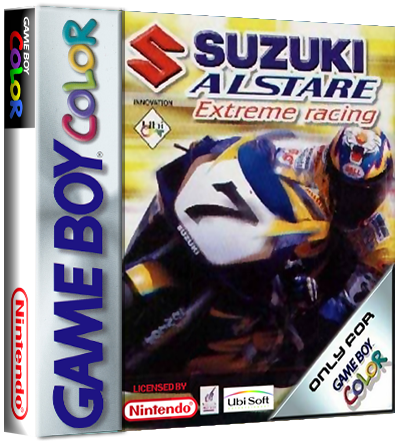 GAME BOY
COLOR
Nintendo
GAME BOY COLOR
SUZUKI
ALSTARE
Extreme racing
INNOVATION
Ubi
7
SUZUKI
LICENSED BY
Nintendo
Ubi Soft
ONLY FOR
GAME BOY
COLOR